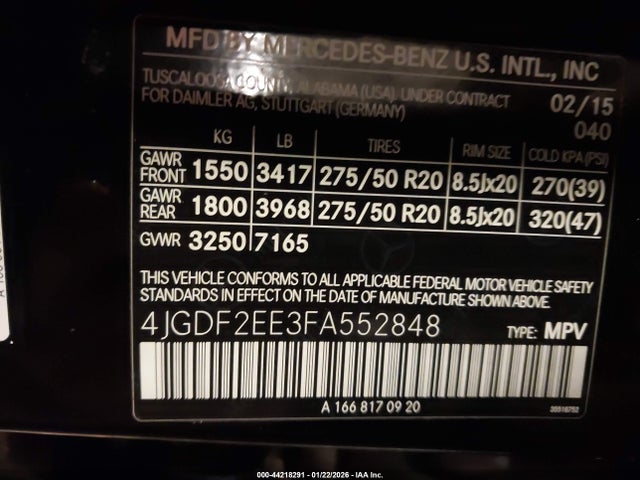 MFD BY MERCEDES-BENZ U.S. INTL., INC
TUSCALOOSA COUNTY, ALABAMA (USA), UNDER CONTRACT 02/15
FOR DAIMLER AG, STUTTGART (GERMANY) 040
KG LB TIRES RIM SIZE COLD KPA (PSI)
GAWR FRONT 1550 3417 275/50 R20 8.5Jx20 270(39)
GAWR REAR 1800 3968 275/50 R20 8.5Jx20 320(47)
GVWR 3250 7165
THIS VEHICLE CONFORMS TO ALL APPLICABLE FEDERAL MOTOR VEHICLE SAFETY
STANDARDS IN EFFECT ON THE DATE OF MANUFACTURE SHOWN ABOVE.
4JGDF2EE3FA552848 TYPE: MPV
A 166 817 09 20
000-44218291 - 01/22/2026 - IAA Inc.